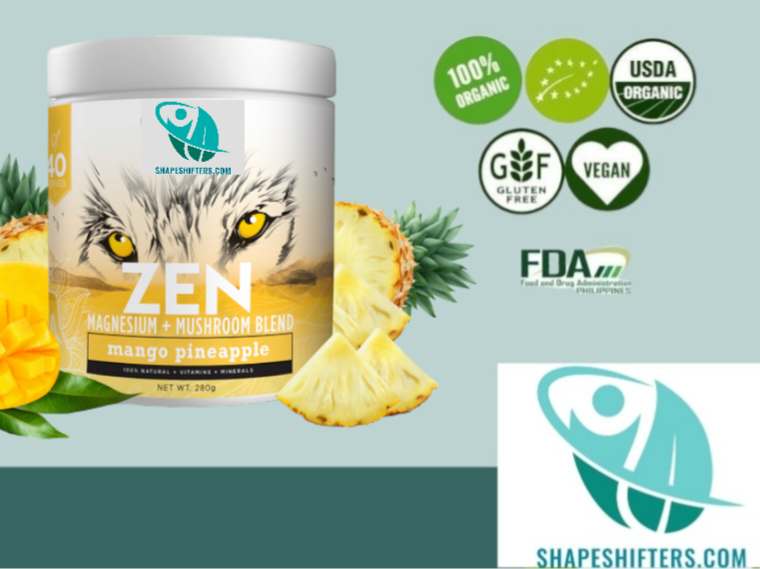 SHAPESHIFTERS.COM
40
ZEN
MAGNESIUM + MUSHROOM BLEND
mango pineapple
100% NATURAL • VITAMINS • MINERALS
NET WT. 280g
100%
ORGANIC
USDA
ORGANIC
GF
GLUTEN
FREE
VEGAN
FDA
Food and Drug Administration
PHILIPPINES
SHAPESHIFTERS.COM